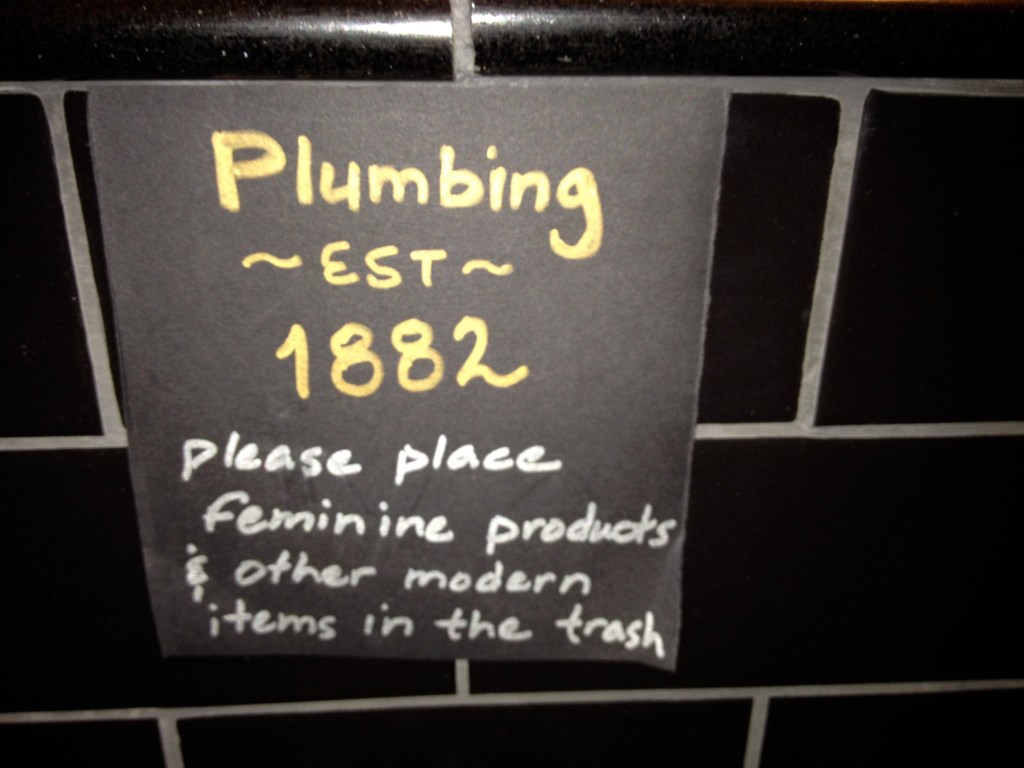 Plumbing
~ EST ~
1882
please place
feminine products
& other modern
items in the trash